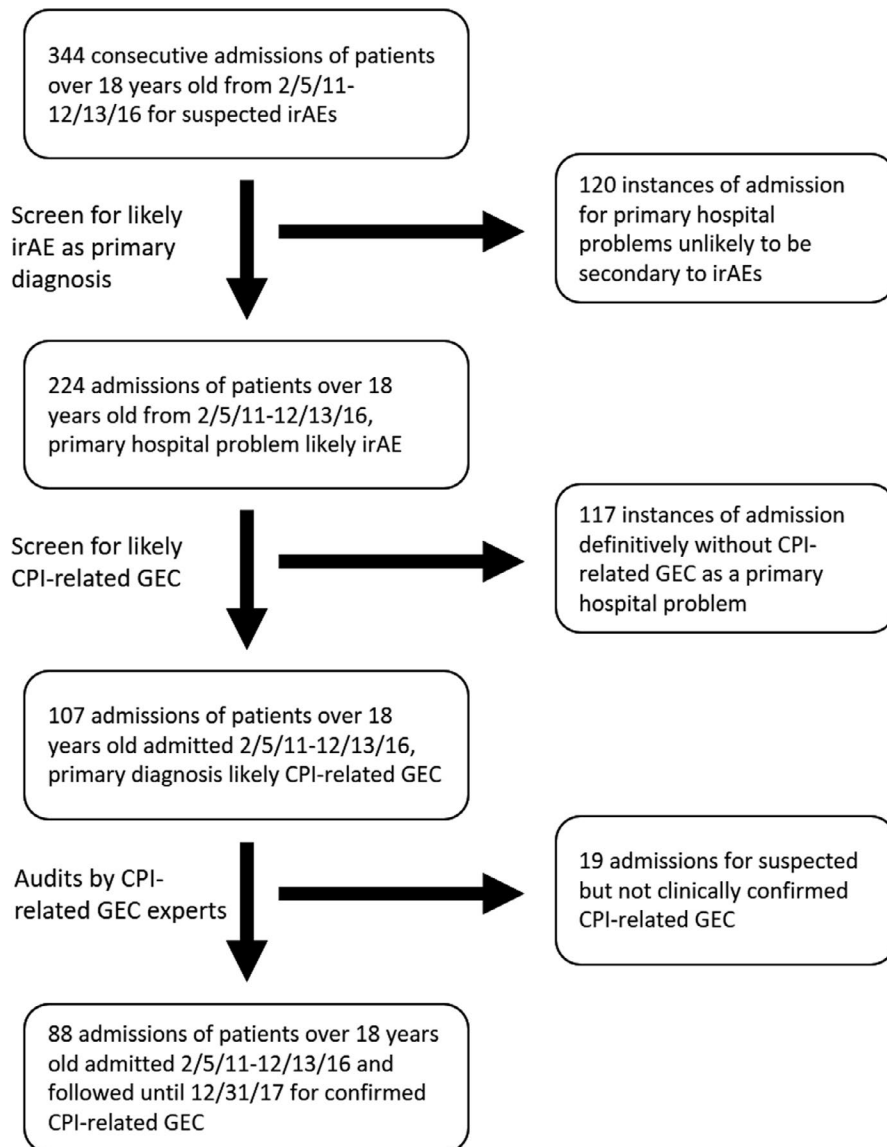 344 consecutive admissions of patients
over 18 years old from 2/5/11-
12/13/16 for suspected irAEs
Screen for likely
irAE as primary
diagnosis
120 instances of admission
for primary hospital
problems unlikely to be
secondary to irAEs
224 admissions of patients over 18
years old from 2/5/11-12/13/16,
primary hospital problem likely irAE
Screen for likely
CPI-related GEC
117 instances of admission
definitively without CPI-
related GEC as a primary
hospital problem
107 admissions of patients over 18
years old admitted 2/5/11-12/13/16,
primary diagnosis likely CPI-related GEC
Audits by CPI-
related GEC experts
19 admissions for suspected
but not clinically confirmed
CPI-related GEC
88 admissions of patients over 18 years
old admitted 2/5/11-12/13/16 and
followed until 12/31/17 for confirmed
CPI-related GEC